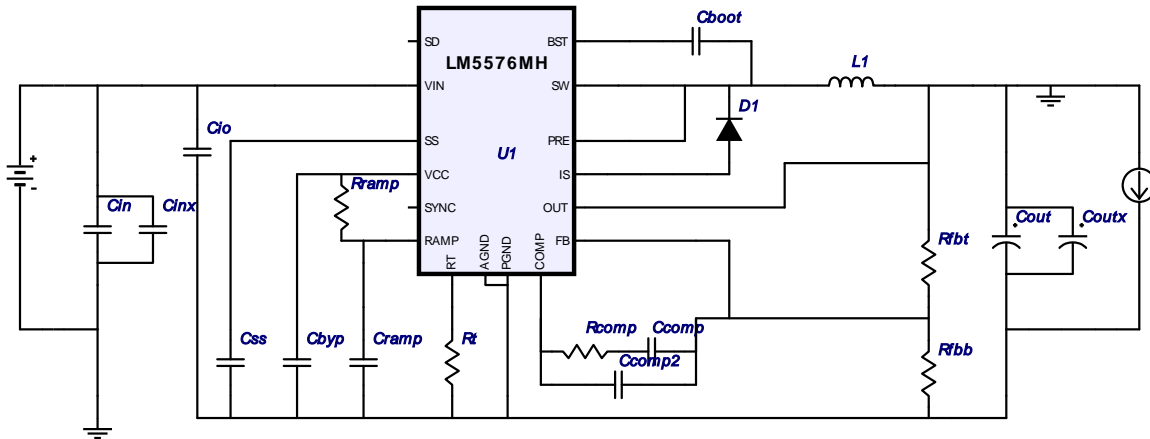 Cboot
SD
BST
LM5576MH
L1
VIN
SW
D1
Cio
SS
PRE
U1
VCC
IS
Rramp
+
-
SYNC
OUT
Cin
Cinx
Cout
Coutx
RAMP
FB
Rfbt
RT
AGND
PGND
COMP
Css
Cbyp
Cramp
Rt
Rcomp
Ccomp
Ccomp2
Rfbb